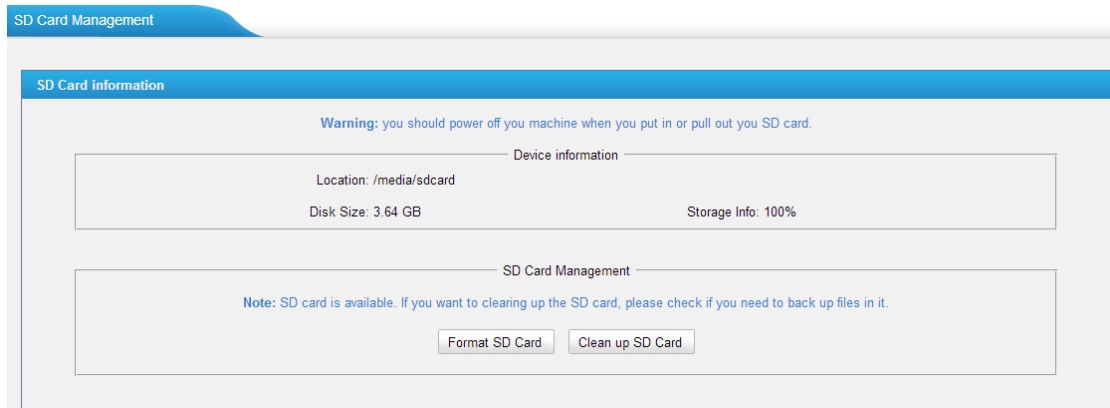 SD Card Management
SD Card information
Warning: you should power off you machine when you put in or pull out you SD card.
Device information
Location: /media/sdcard
Disk Size: 3.64 GB Storage Info: 100%
SD Card Management
Note: SD card is available. If you want to clearing up the SD card, please check if you need to back up files in it.
Format SD Card Clean up SD Card